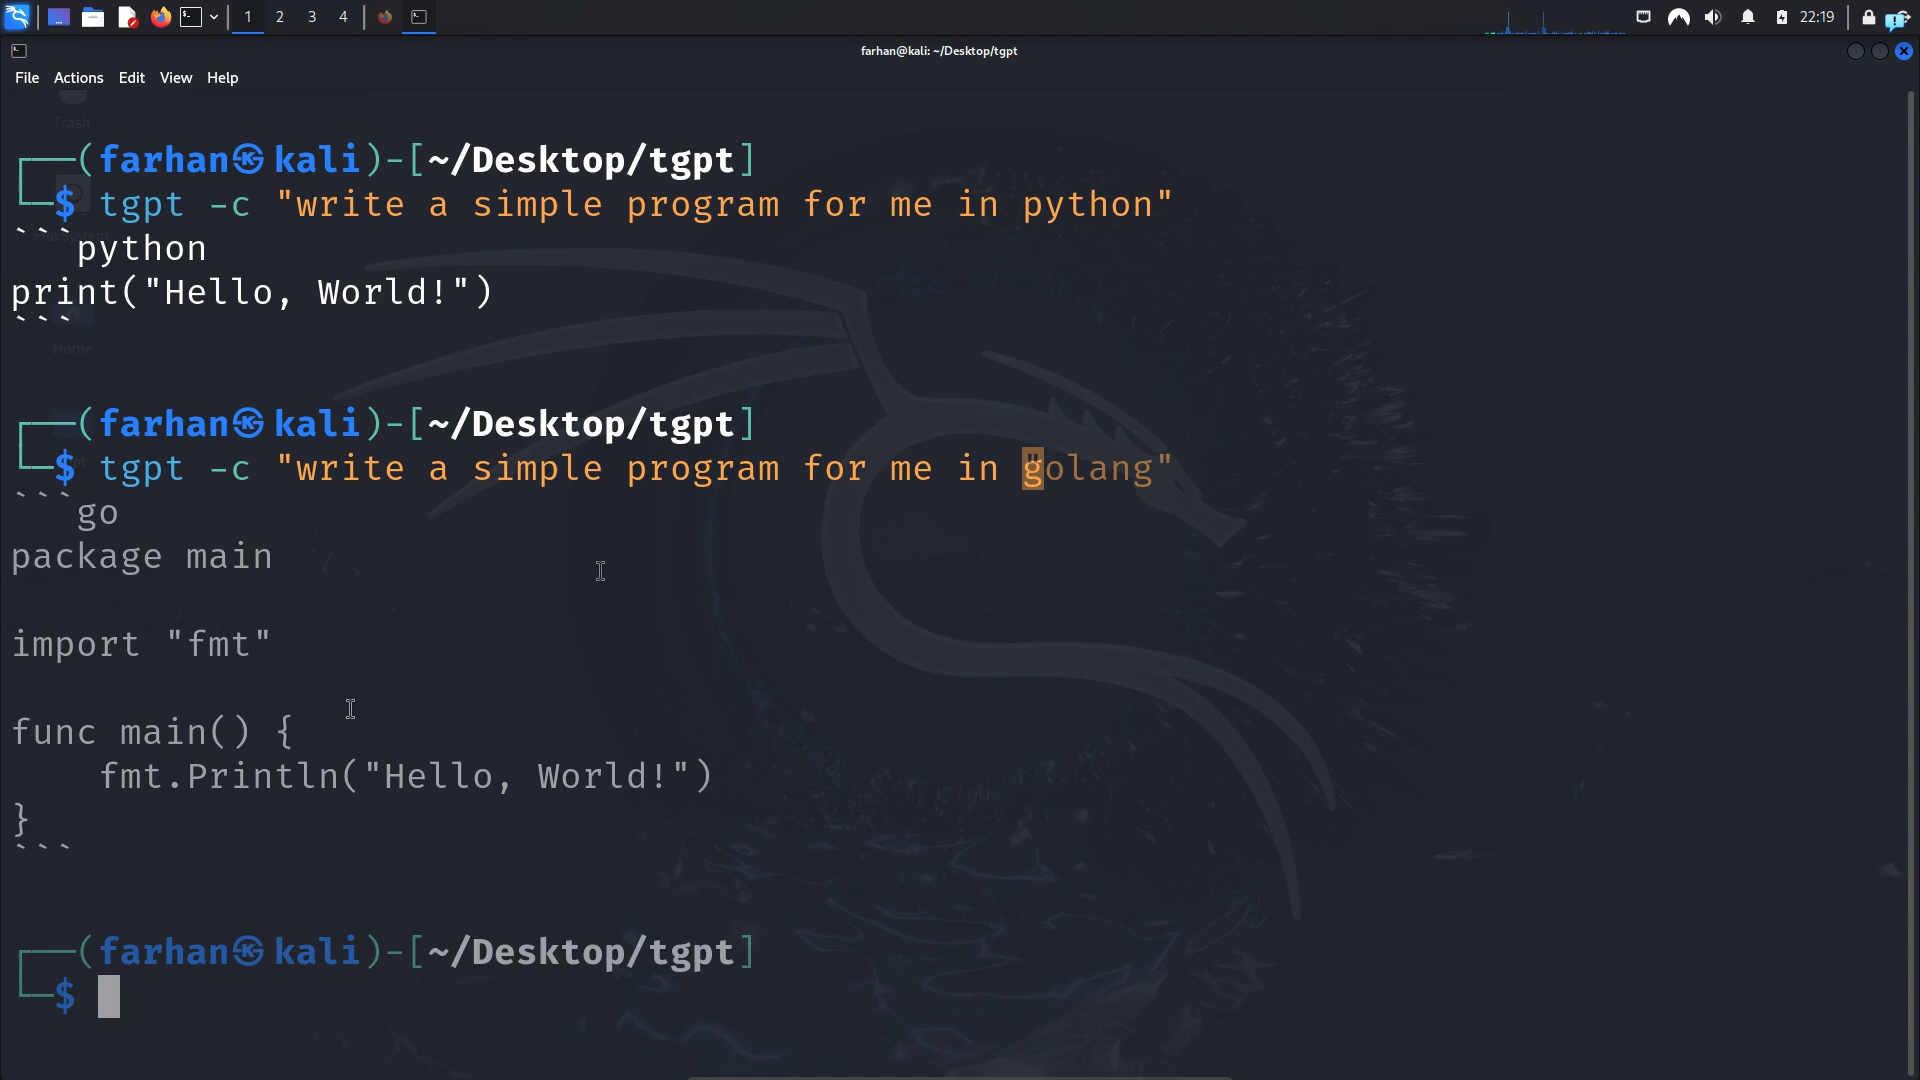 1 2 3 4 22:19
farhan@kali: ~/Desktop/tgpt
File Actions Edit View Help
Trash
┌──(farhan㉿kali)-[~/Desktop/tgpt]
└─$ tgpt -c "write a simple program for me in python"
```python
print("Hello, World!")
```
Home
┌──(farhan㉿kali)-[~/Desktop/tgpt]
└─$ tgpt -c "write a simple program for me in golang"
```go
package main
import "fmt"
func main() {
    fmt.Println("Hello, World!")
}
```
┌──(farhan㉿kali)-[~/Desktop/tgpt]
└─$